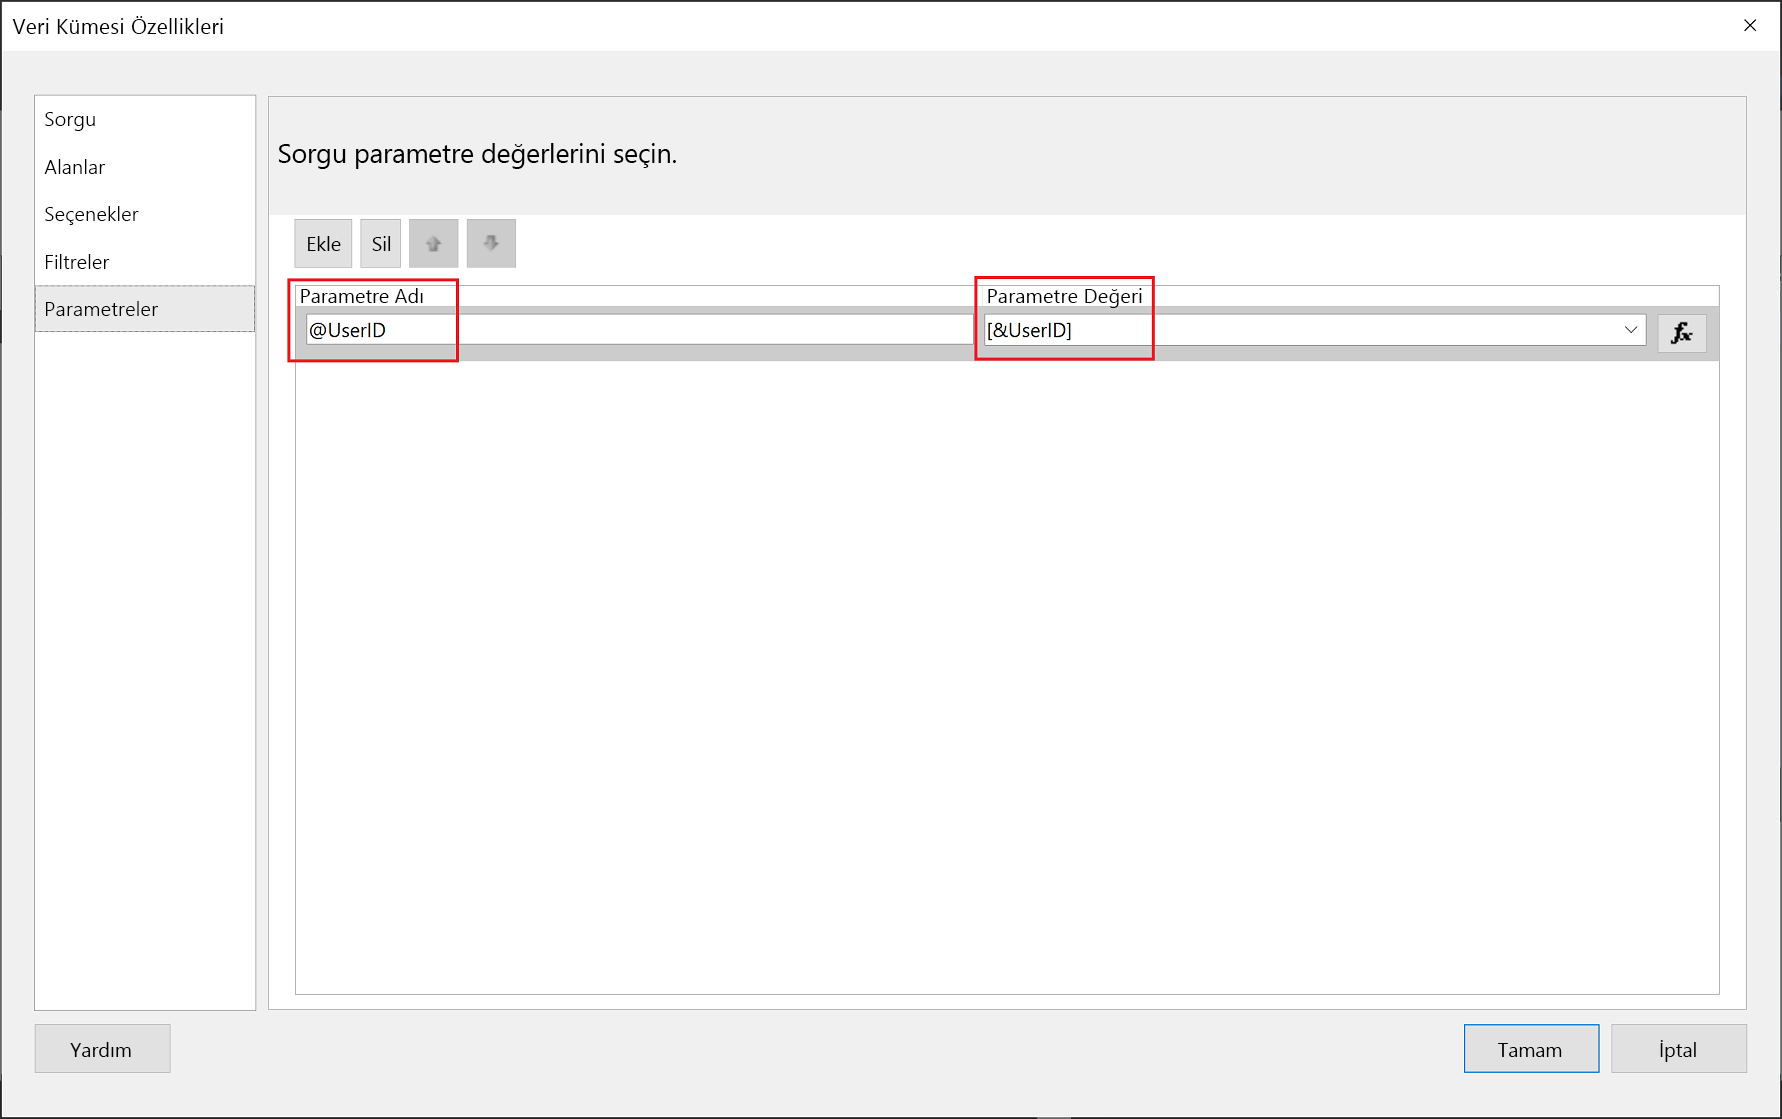 Veri Kümesi Özellikleri
Sorgu
Alanlar
Seçenekler
Filtreler
Parametreler
Sorgu parametre değerlerini seçin.
Ekle Sil
Parametre Adı Parametre Değeri
@UserID [&UserID] fx
Yardım Tamam İptal